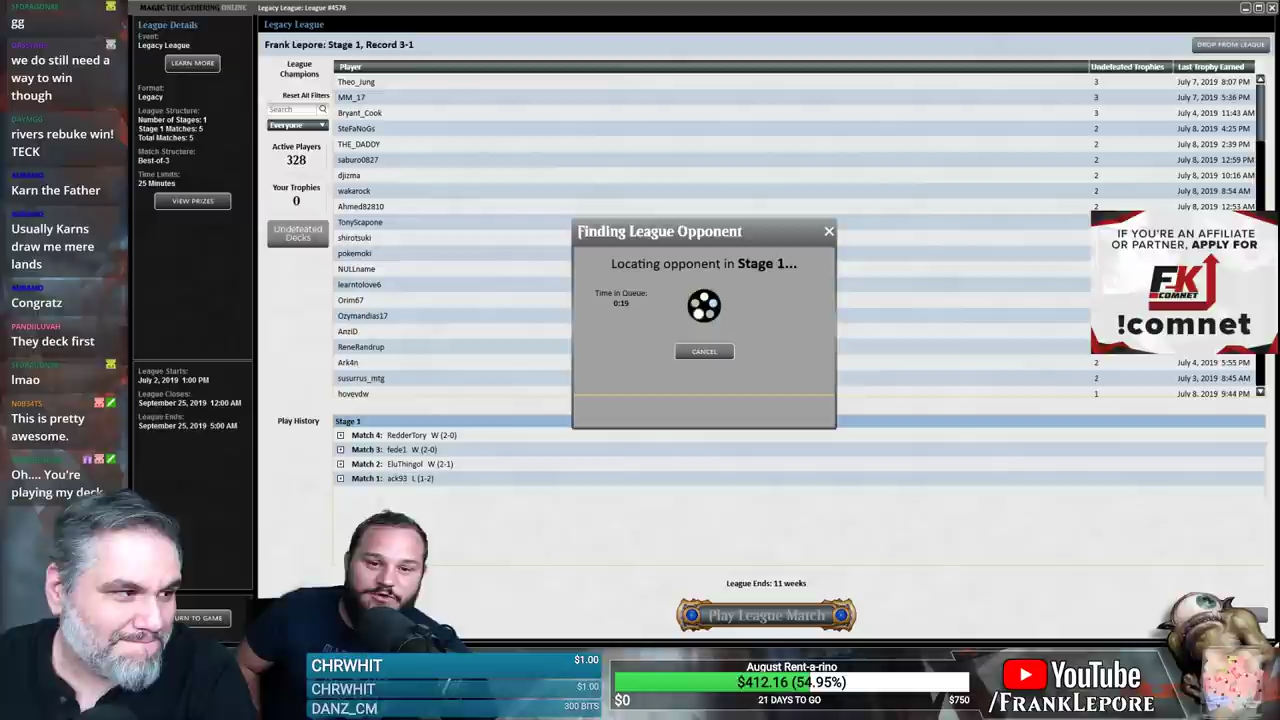 MAGIC THE GATHERING ONLINE
Legacy League: League #4578
gg
we do still need a
way to win
though
rivers rebuke win!
TECK
Karn the Father
Usually Karns
draw me mere
lands
Congratz
PANDIILUVAH
They deck first
lmao
This is pretty
awesome.
Oh.... You're
playing my deck
League Details
Event:
Legacy League
LEARN MORE
Format:
Legacy
League Structure:
Number of Stages: 1
Stage 1 Matches: 5
Total Matches: 5
Match Structure:
Best-of-3
Time Limit:
25 Minutes
VIEW PRIZES
League Starts:
July 2, 2019 1:00 PM
League Closes:
September 25, 2019 12:00 AM
League Ends:
September 25, 2019 5:00 AM
URN TO GAME
Legacy League
Frank Lepore: Stage 1, Record 3-1
DROP FROM LEAGUE
League
Champions
Reset All Filters
Search
Everyone
Active Players
328
Your Trophies
0
Undefeated
Decks
Player Undefeated Trophies Last Trophy Earned
Theo_Jung 3 July 7, 2019 8:07 PM
MM_17 3 July 7, 2019 5:36 PM
Bryant_Cook 3 July 4, 2019 11:43 AM
SteFaNoGs 2 July 8, 2019 4:25 PM
THE_DADDY 2 July 8, 2019 2:39 PM
saburo0827 2 July 8, 2019 12:59 PM
djizma 2 July 8, 2019 10:16 AM
wakarock 2 July 8, 2019 8:54 AM
Ahmed82810 2 July 8, 2019 12:53 AM
TonyScapone
shirotsuki
pokemoki
NULLname
learntolove6
Orim67
Ozymandias17
AnziD
ReneRandrup
Ark4n 2 July 4, 2019 5:55 PM
susurrus_mtg 2 July 3, 2019 8:45 AM
hovevdw 1 July 8, 2019 9:44 PM
Finding League Opponent
Locating opponent in Stage 1...
Time in Queue:
0:19
CANCEL
IF YOU'RE AN AFFILIATE
OR PARTNER, APPLY FOR
FK
COMNET
!comnet
Play History
Stage 1
Match 4: RedderTory W (2-0)
Match 3: fede1 W (2-0)
Match 2: EluThingol W (2-1)
Match 1: ack93 L (1-2)
League Ends: 11 weeks
Play League Match
CHRWHIT $1.00
CHRWHIT $1.00
DANZ_CM 300 BITS
August Rent-a-rino
$412.16 (54.95%)
$0 21 DAYS TO GO $750
YouTube
/FRANKLEPORE